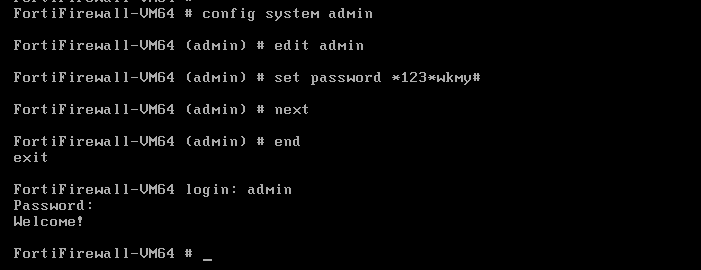 FortiFirewall-VM64 # config system admin
FortiFirewall-VM64 (admin) # edit admin
FortiFirewall-VM64 (admin) # set password *123*wkmy#
FortiFirewall-VM64 (admin) # next
FortiFirewall-VM64 (admin) # end
exit
FortiFirewall-VM64 login: admin
Password:
Welcome!
FortiFirewall-VM64 # _